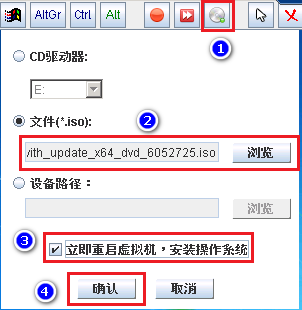 AltGr Ctrl Alt
1
CD驱动器:
E:
文件(*.iso):
2
vith_update_x64_dvd_6052725.iso 浏览
设备路径：
浏览
3
立即重启虚拟机，安装操作系统
4
确认 取消